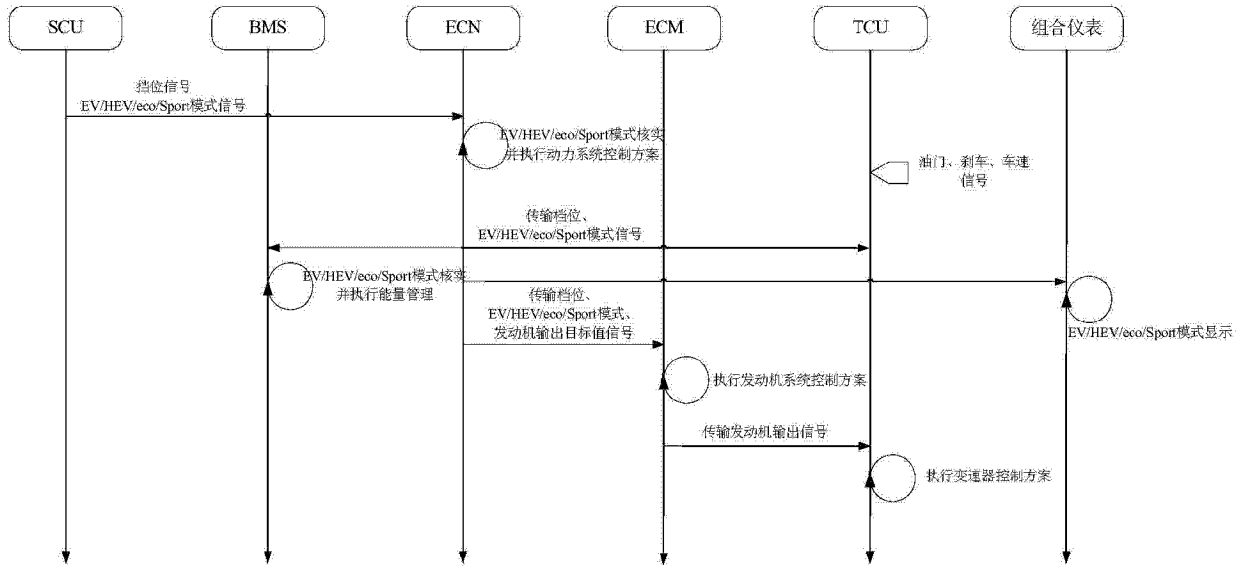 SCU
BMS
ECN
ECM
TCU
组合仪表
挡位信号
EV/HEV/eco/Sport模式信号
EV/HEV/eco/Sport模式核实
并执行动力系统控制方案
油门、刹车、车速
信号
传输档位、
EV/HEV/eco/Sport模式信号
EV/HEV/eco/Sport模式核实
并执行能量管理
传输档位、
EV/HEV/eco/Sport模式、
发动机输出目标值信号
EV/HEV/eco/Sport模式显示
执行发动机系统控制方案
传输发动机输出信号
执行变速器控制方案